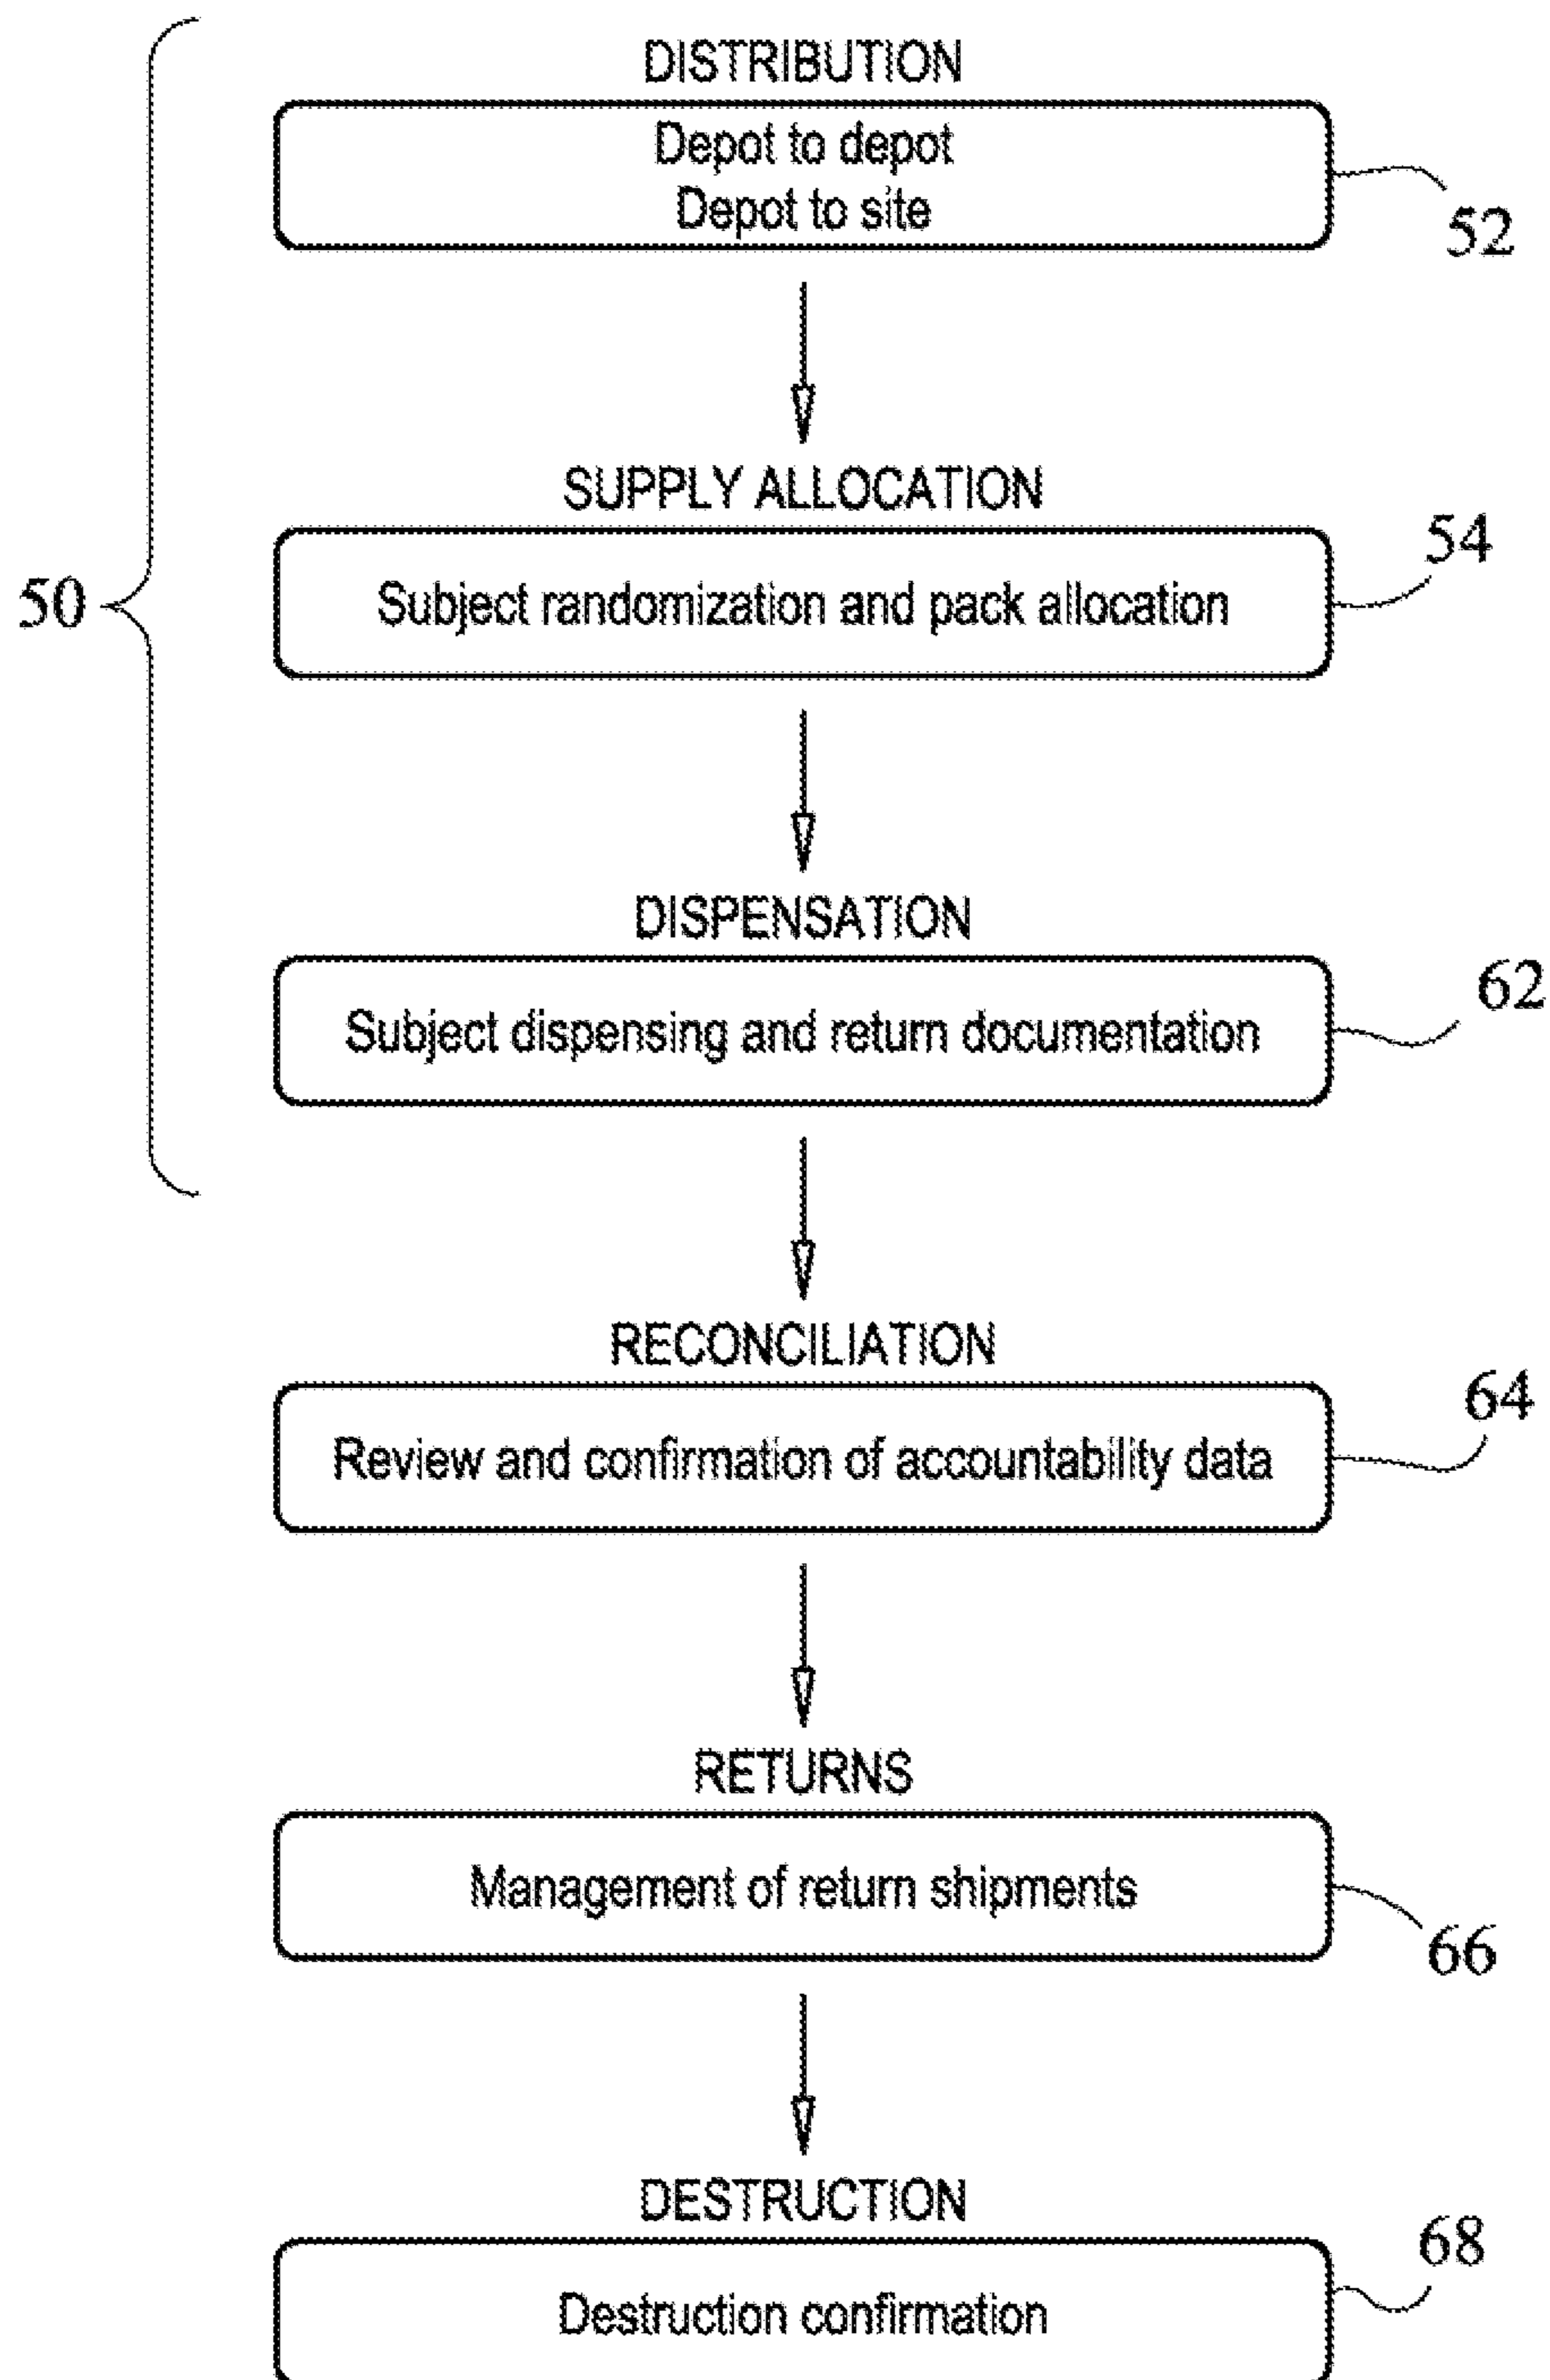 DISTRIBUTION
Depot to depot
Depot to site
52
SUPPLY ALLOCATION
54
Subject randomization and pack allocation
50
DISPENSATION
62
Subject dispensing and return documentation
RECONCILIATION
64
Review and confirmation of accountability data
RETURNS
Management of return shipments
66
DESTRUCTION
68
Destruction confirmation